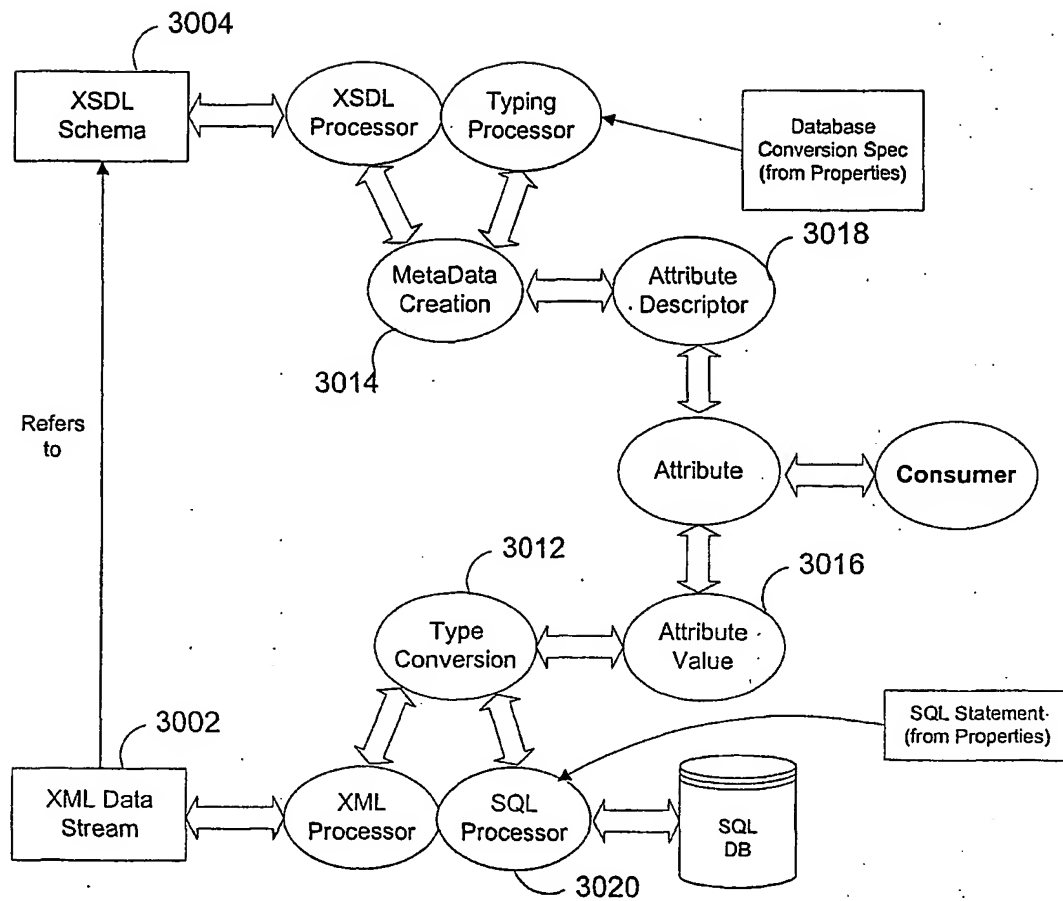 3004
XSDL
Schema
XSDL
Processor
Typing
Processor
Database
Conversion Spec
(from Properties)
3018
MetaData
Creation
Attribute
Descriptor
3014
Refers
to
Attribute
Consumer
3012
3016
Type
Conversion
Attribute
Value
SQL Statement
(from Properties)
3002
XML Data
Stream
XML
Processor
SQL
Processor
SQL
DB
3020